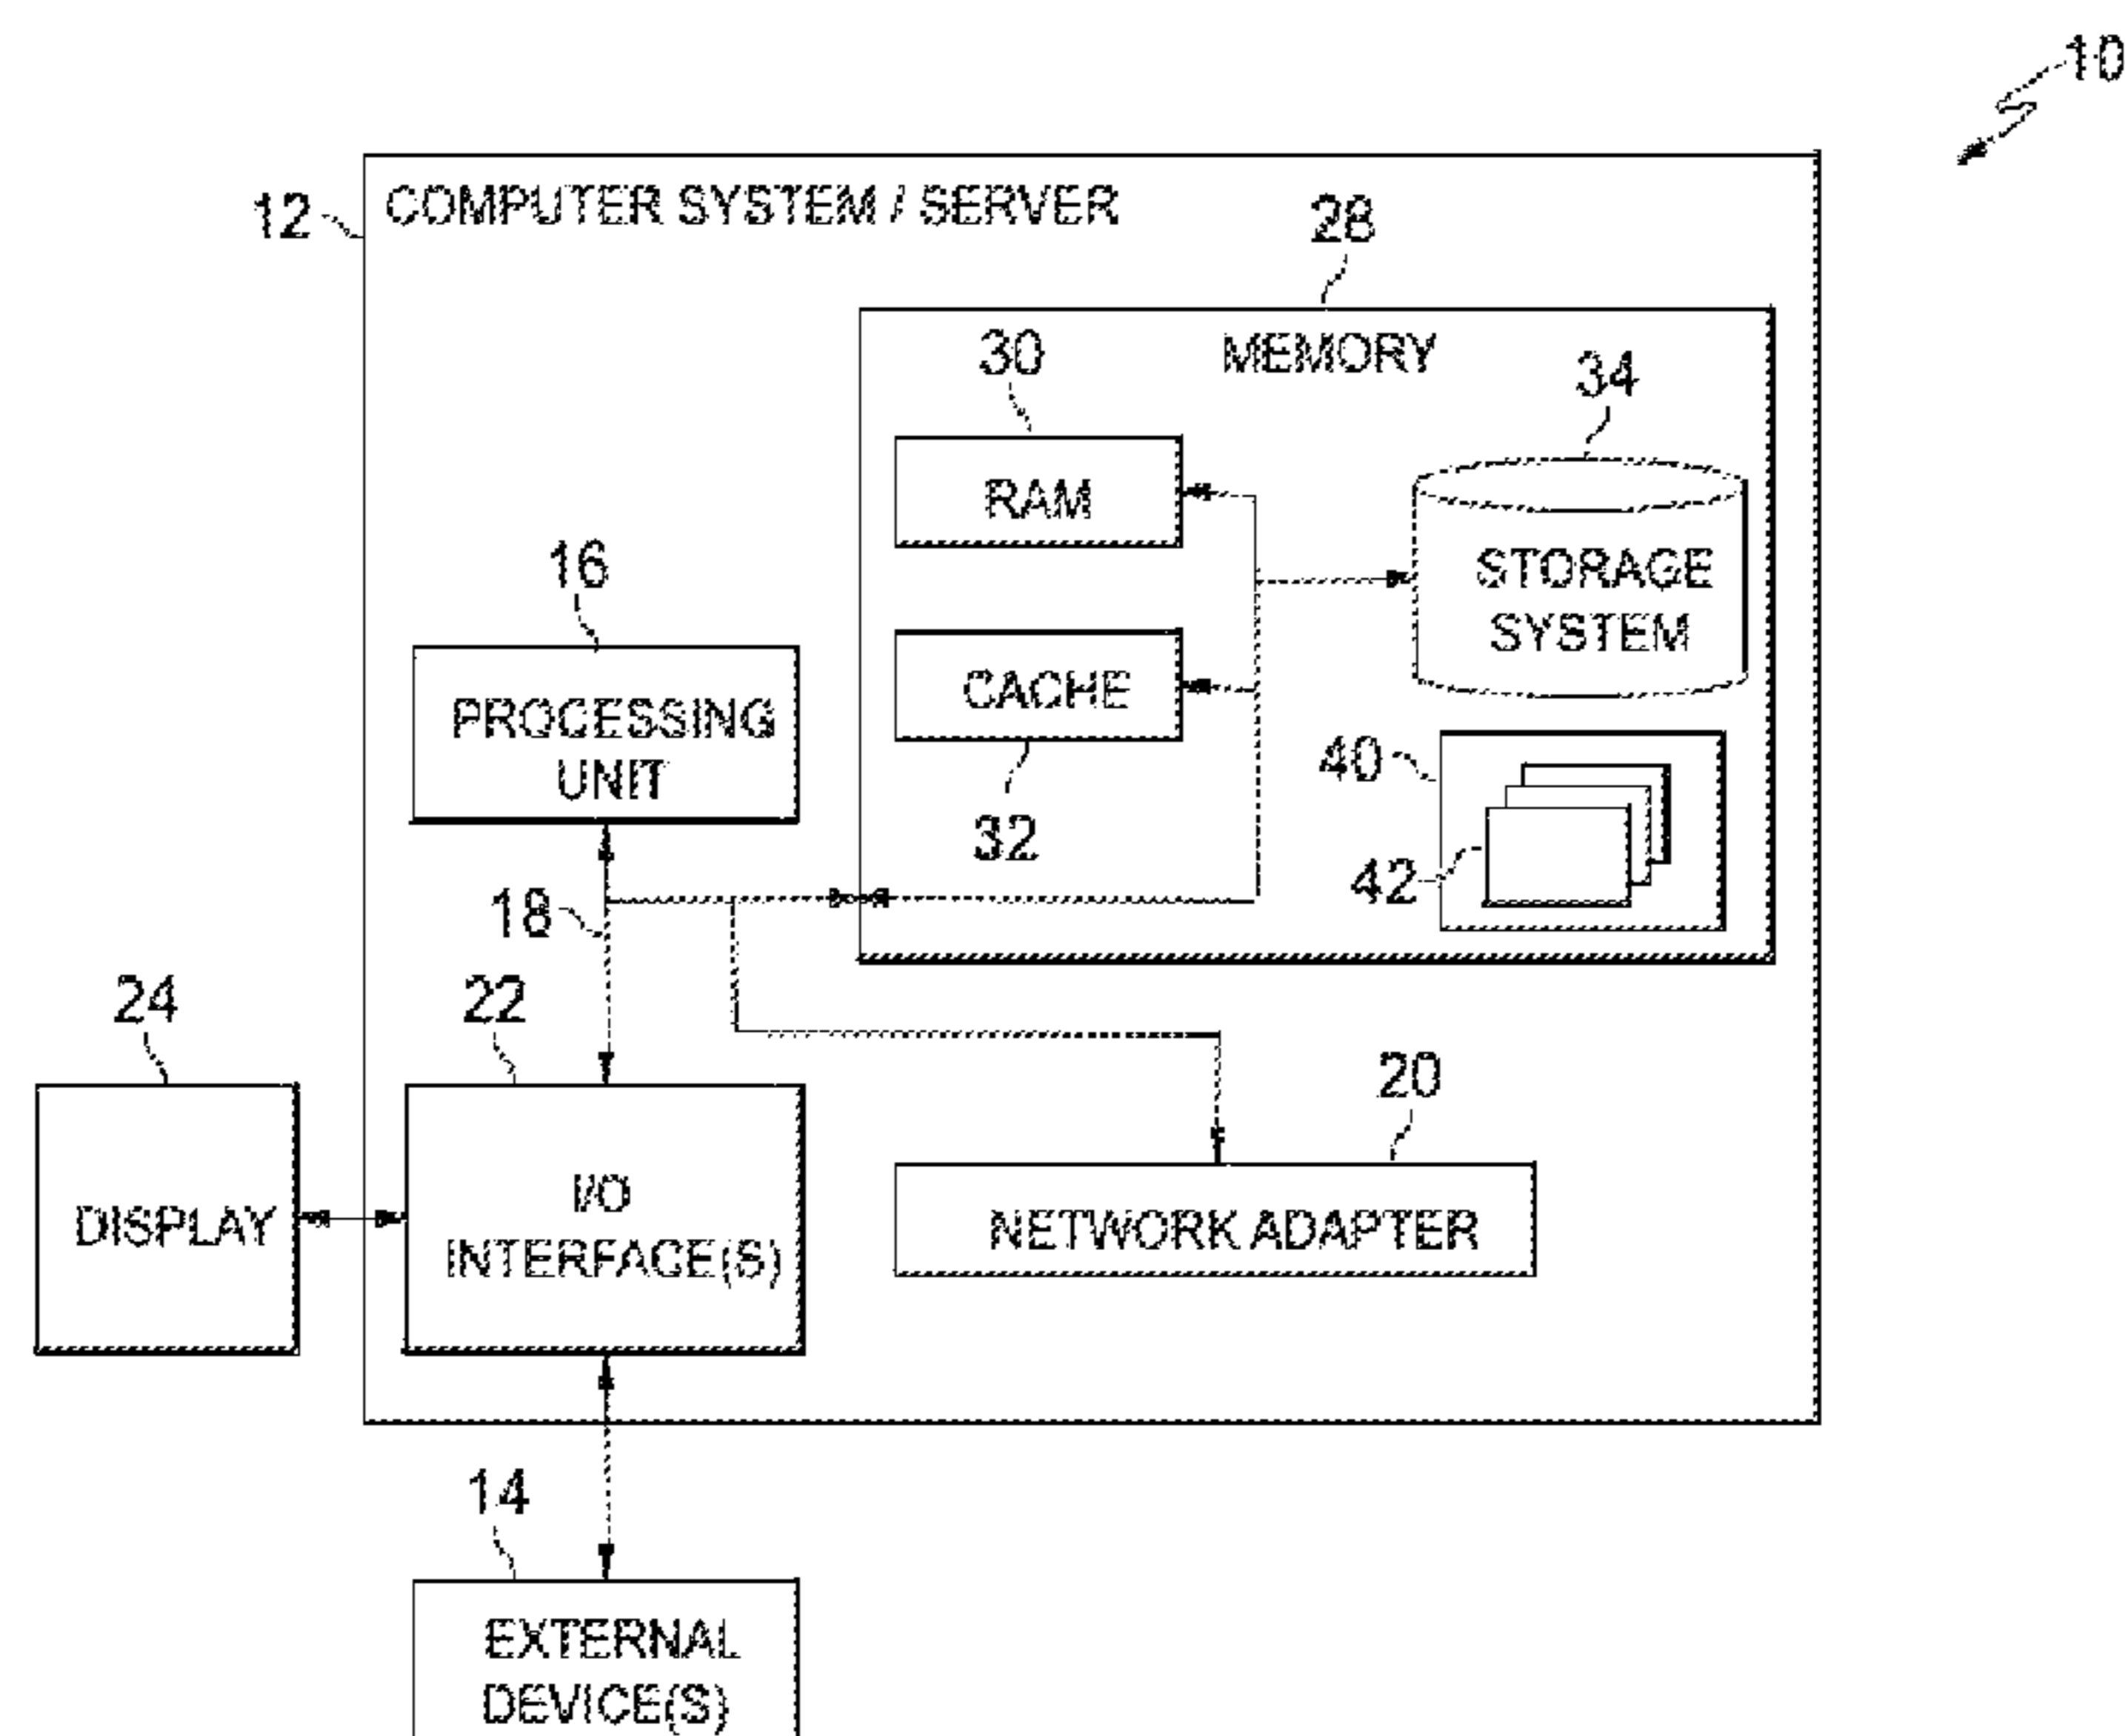 10
12
COMPUTER SYSTEM / SERVER
28
MEMORY
30
34
RAM
STORAGE
SYSTEM
16
PROCESSING
UNIT
CACHE
32
40
42
18
24
22
20
DISPLAY
I/O
INTERFACE(S)
NETWORK ADAPTER
14
EXTERNAL
DEVICE(S)